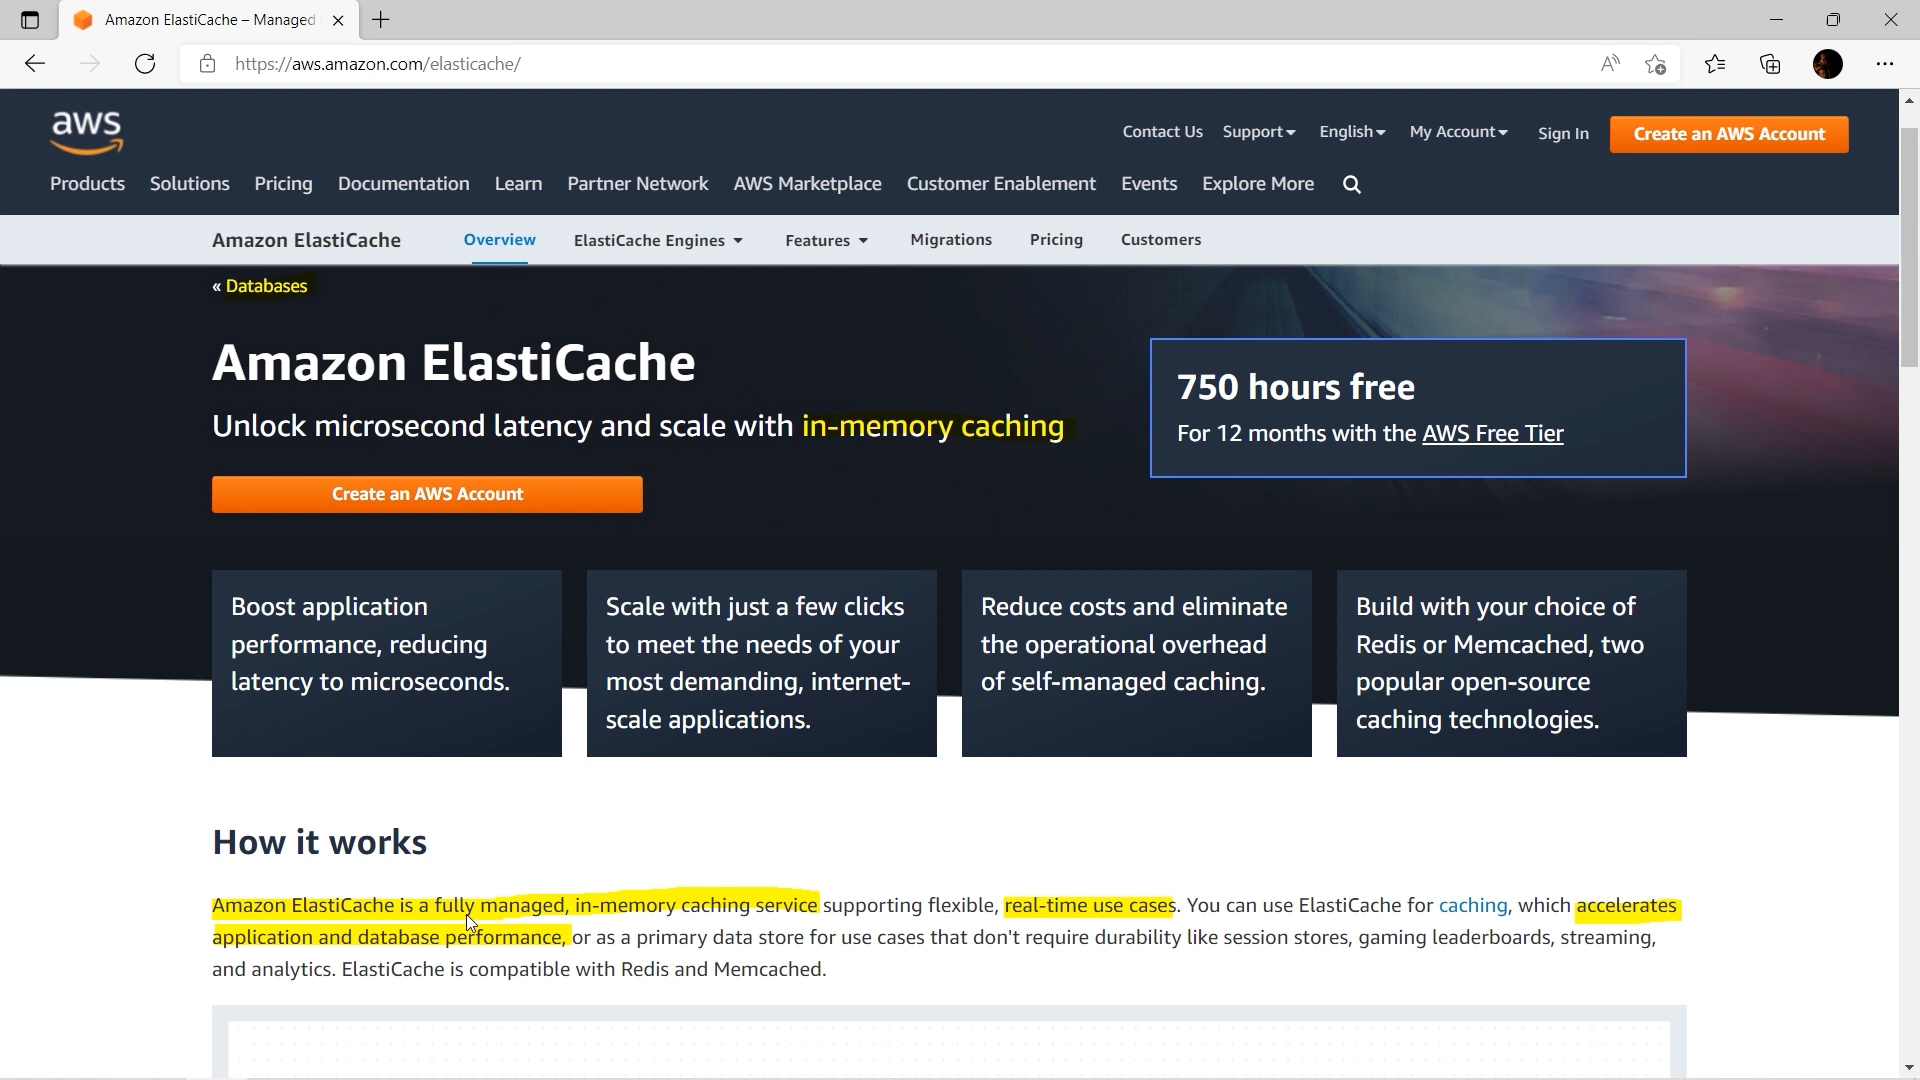 Amazon ElastiCache – Managed
https://aws.amazon.com/elasticache/
aws
Contact Us Support English My Account Sign In Create an AWS Account
Products Solutions Pricing Documentation Learn Partner Network AWS Marketplace Customer Enablement Events Explore More
Amazon ElastiCache Overview ElastiCache Engines Features Migrations Pricing Customers
« Databases
Amazon ElastiCache
Unlock microsecond latency and scale with in-memory caching
Create an AWS Account
750 hours free
For 12 months with the AWS Free Tier
Boost application
performance, reducing
latency to microseconds.
Scale with just a few clicks
to meet the needs of your
most demanding, internet-
scale applications.
Reduce costs and eliminate
the operational overhead
of self-managed caching.
Build with your choice of
Redis or Memcached, two
popular open-source
caching technologies.
How it works
Amazon ElastiCache is a fully managed, in-memory caching service supporting flexible, real-time use cases. You can use ElastiCache for caching, which accelerates
application and database performance, or as a primary data store for use cases that don't require durability like session stores, gaming leaderboards, streaming,
and analytics. ElastiCache is compatible with Redis and Memcached.